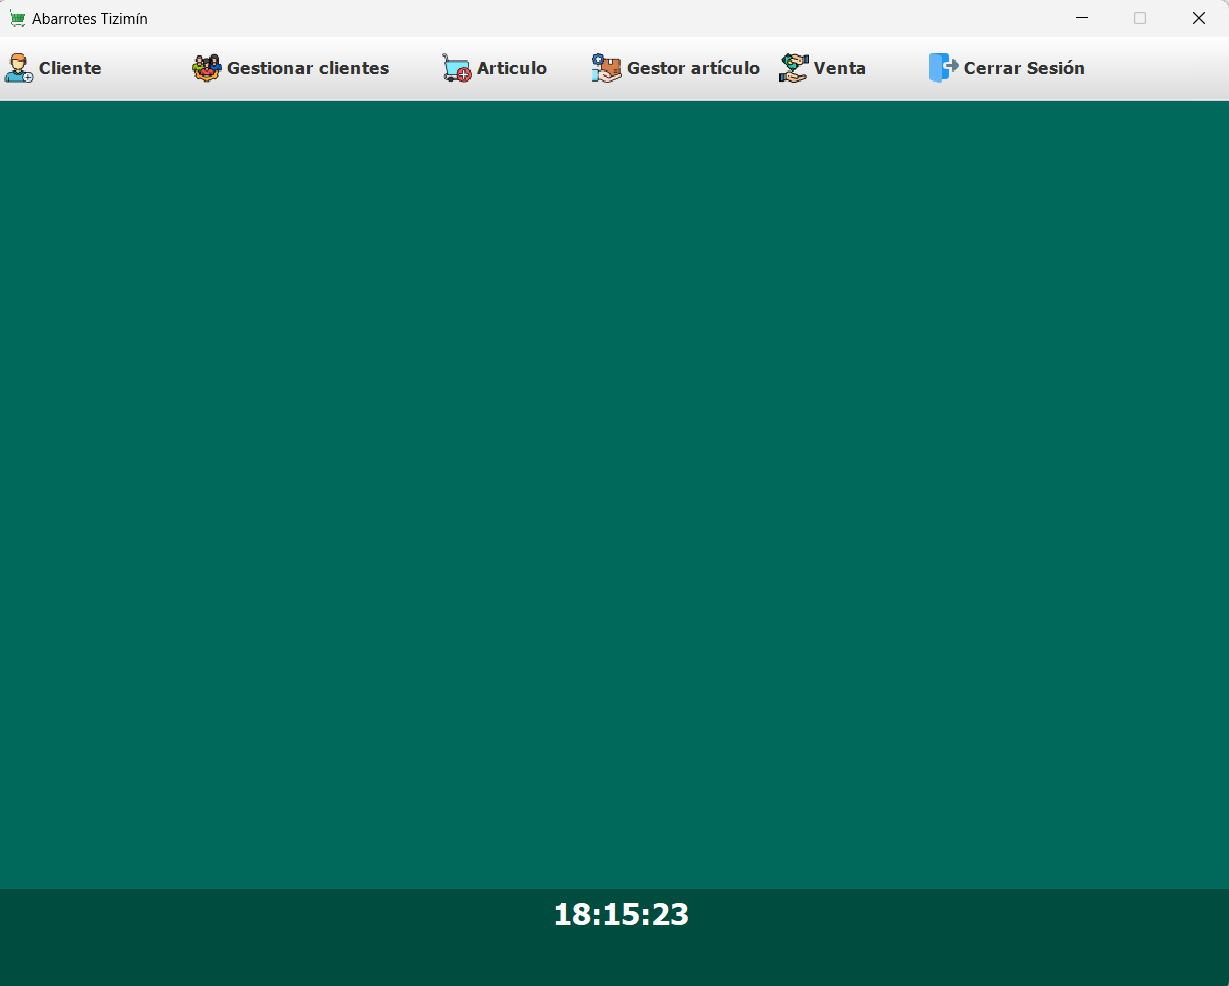 Abarrotes Tizimín
Cliente Gestionar clientes Articulo Gestor artículo Venta Cerrar Sesión
18:15:23